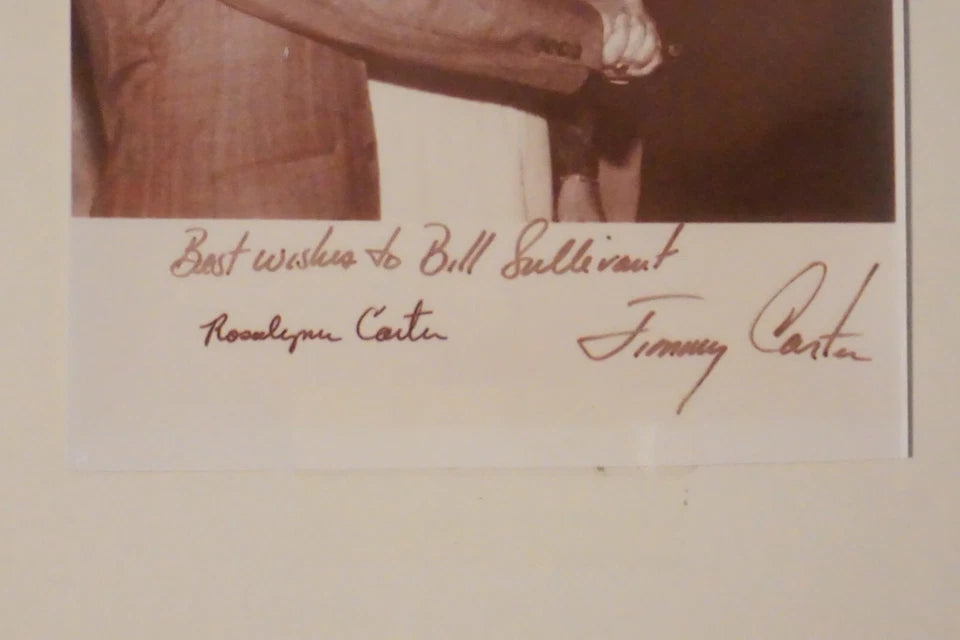 Best wishes to Bill Sullivant
Rosalynn Carter
Jimmy Carter